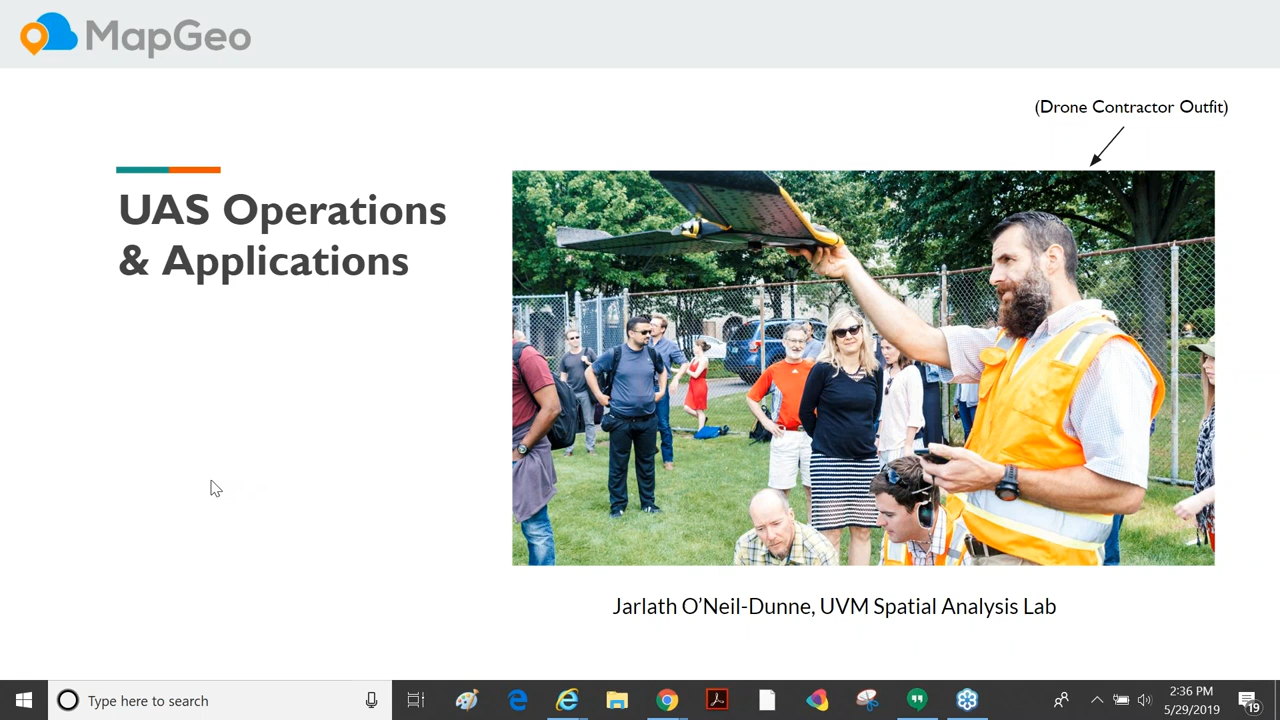 MapGeo
(Drone Contractor Outfit)
UAS Operations
& Applications
Jarlath O'Neil-Dunne, UVM Spatial Analysis Lab
Type here to search
2:36 PM
5/29/2019
19